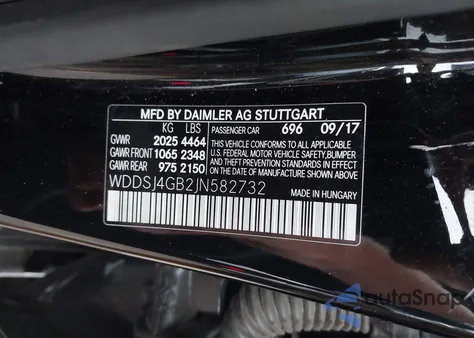 MFD BY DAIMLER AG STUTTGART
KG LBS PASSENGER CAR 696 09/17
GVWR 2025 4464
GAWR FRONT 1065 2348
GAWR REAR 975 2150
THIS VEHICLE CONFORMS TO ALL APPLICABLE
U.S. FEDERAL MOTOR VEHICLE SAFETY, BUMPER
AND THEFT PREVENTION STANDARDS IN EFFECT
ON THE DATE OF MANUFACTURE SHOWN ABOVE.
WDDSJ4GB2JN582732
MADE IN HUNGARY
autoSnap